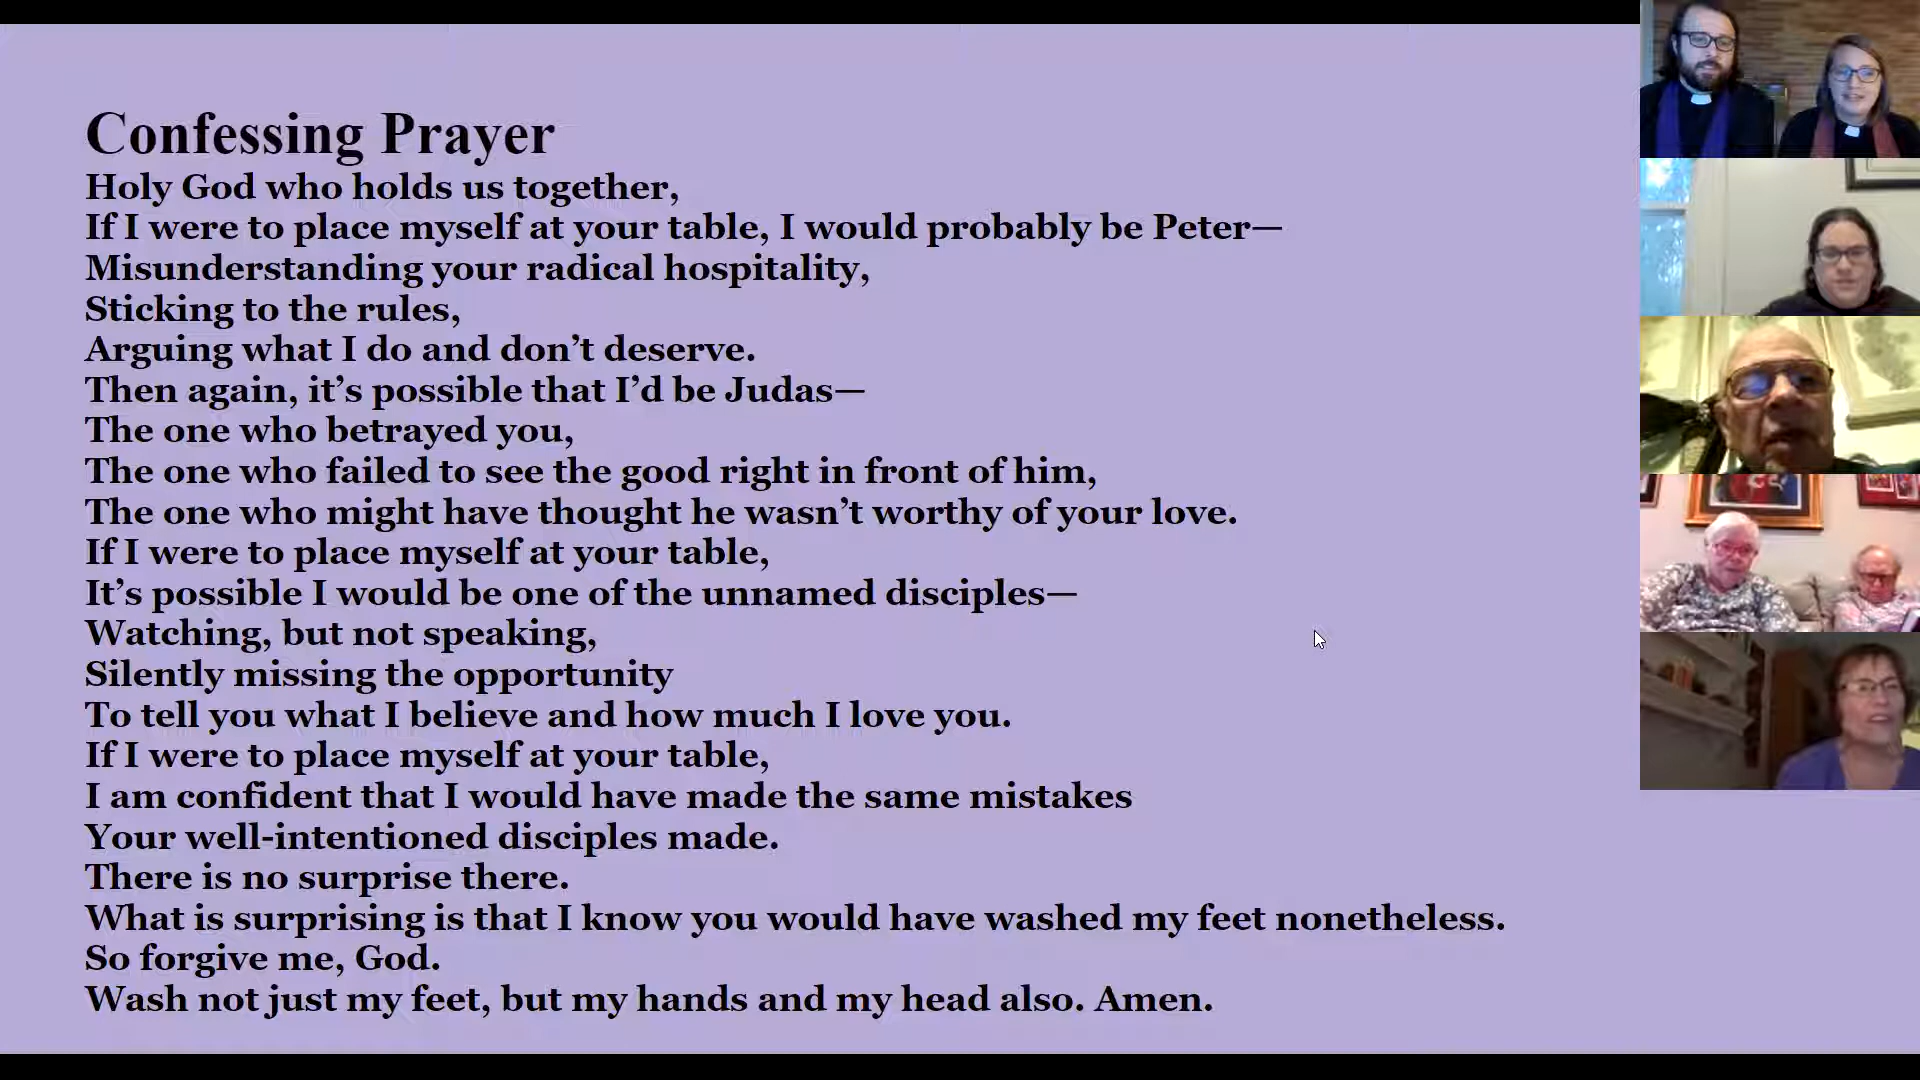 Confessing Prayer
Holy God who holds us together,
If I were to place myself at your table, I would probably be Peter—
Misunderstanding your radical hospitality,
Sticking to the rules,
Arguing what I do and don’t deserve.
Then again, it’s possible that I’d be Judas—
The one who betrayed you,
The one who failed to see the good right in front of him,
The one who might have thought he wasn’t worthy of your love.
If I were to place myself at your table,
It’s possible I would be one of the unnamed disciples—
Watching, but not speaking,
Silently missing the opportunity
To tell you what I believe and how much I love you.
If I were to place myself at your table,
I am confident that I would have made the same mistakes
Your well-intentioned disciples made.
There is no surprise there.
What is surprising is that I know you would have washed my feet nonetheless.
So forgive me, God.
Wash not just my feet, but my hands and my head also. Amen.